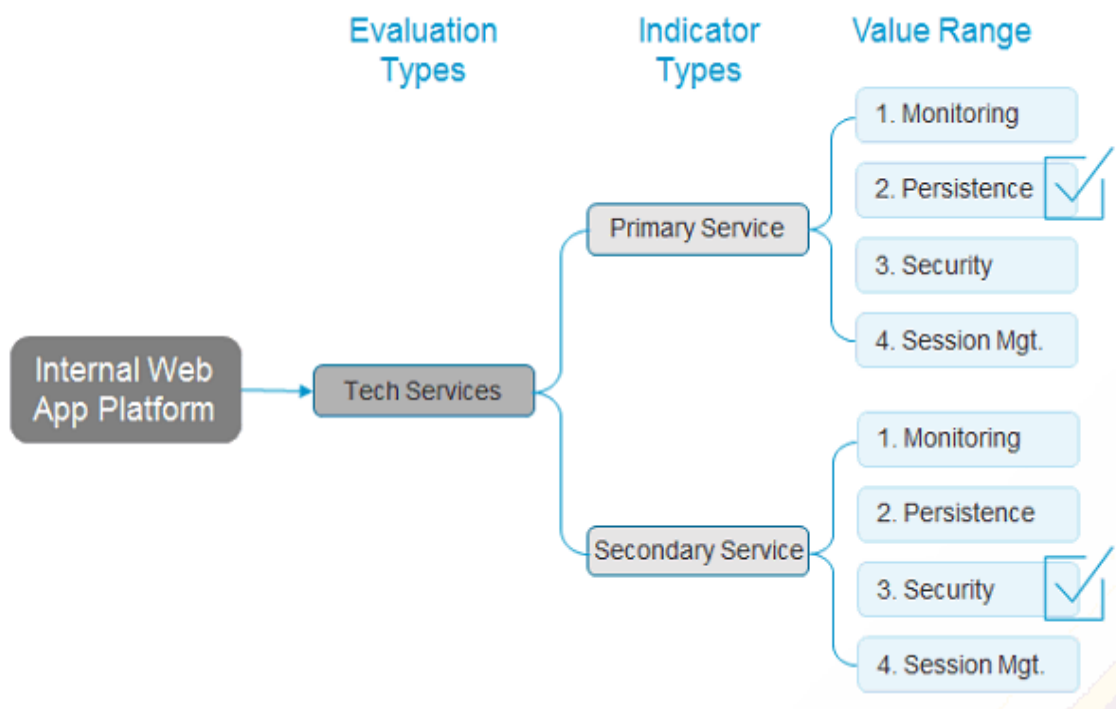 Evaluation
Types
Indicator
Types
Value Range
Internal Web
App Platform
Tech Services
Primary Service
1. Monitoring
2. Persistence
3. Security
4. Session Mgt.
Secondary Service
1. Monitoring
2. Persistence
3. Security
4. Session Mgt.